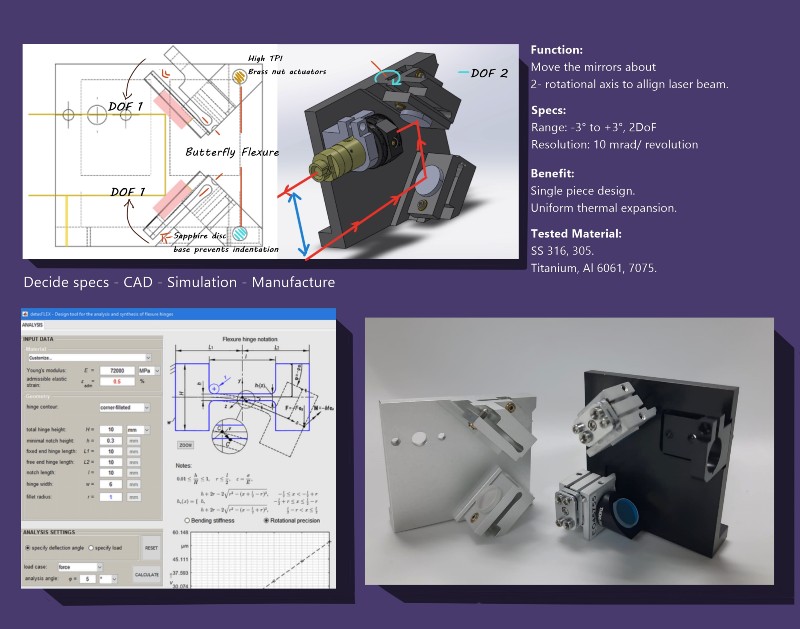 High TPI
Brass nut actuators
DOF 1
Butterfly Flexure
DOF 1
Sapphire disc
base prevents indentation
DOF 2
Function:
Move the mirrors about
2- rotational axis to allign laser beam.
Specs:
Range: -3° to +3°, 2DoF
Resolution: 10 mrad/ revolution
Benefit:
Single piece design.
Uniform thermal expansion.
Tested Material:
SS 316, 305.
Titanium, Al 6061, 7075.
Decide specs - CAD - Simulation - Manufacture
Design tool for the analysis and synthesis of flexure hinges
ANALYSIS
INPUT DATA
Material
Customize...
Young's modulus: E = 72000 MPa
admissible elastic
strain: 0.5 %
Geometry
hinge contour: corner-filleted
total hinge height: H = 10 mm
minimal notch height: h = 0.3 mm
fixed end hinge length: L1 = 10 mm
free end hinge length: L2 = 10 mm
notch length: l = 10 mm
hinge width: w = 6 mm
fillet radius: r = 1 mm
ANALYSIS SETTINGS
specify deflection angle specify load
RESET
load case: force
analysis angle: φ = 5 °
CALCULATE
Flexure hinge notation
L1 L2
l
H
h(x)
zoom
Notes:
Bending stiffness Rotational precision
60.148
µm
45.111
37.593
30.074